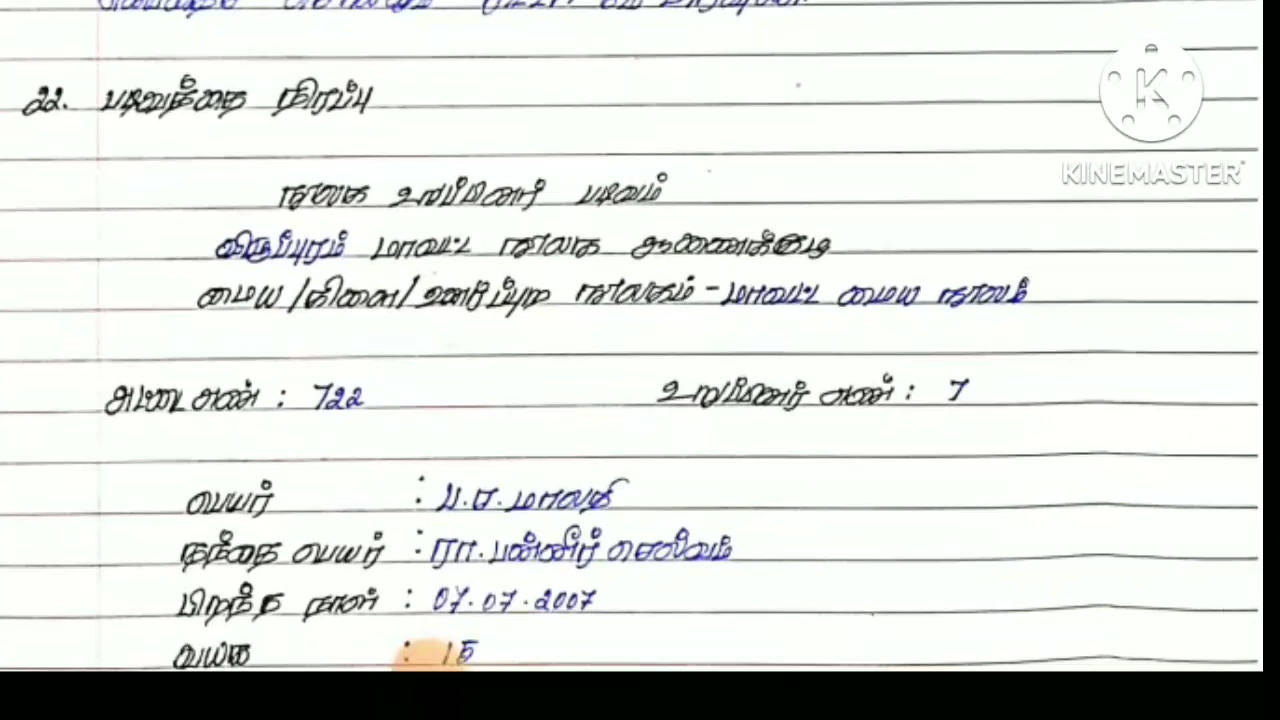 22. படிவத்தை நிரப்பு
KINEMASTER
நூலக உறுப்பினர் படிவம்
விழுப்புரம் மாவட்ட நூலக ஆணைக்குழு
மைய /கிளை/ ஊர்ப்புற நூலகம் - மாவட்ட மைய நூலகம்
அட்டை எண் : 722 உறுப்பினர் எண் : 7
பெயர் : ப.ரா.மாலதி
தந்தை பெயர் : ரா.பன்னீர் செல்வம்
பிறந்த நாள் : 07.07.2007
வயது : 15